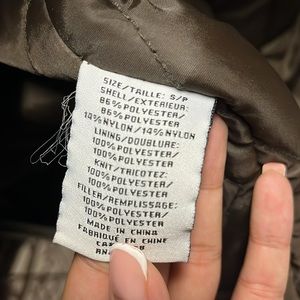 SIZE/TAILLE: S/P
SHELL/EXTERIEUR:
86%POLYESTER/
86%POLYESTER
14%NYLON/14%NYLON
LINING/DOUBLURE:
100%POLYESTER/
100%POLYESTER
KNIT/TRICOTEZ:
100%POLYESTER/
100%POLYESTER
FILLER/REMPLISSAGE:
100%POLYESTER/
100%POLYESTER
MADE IN CHINA
FABRIQUÉ EN CHINE